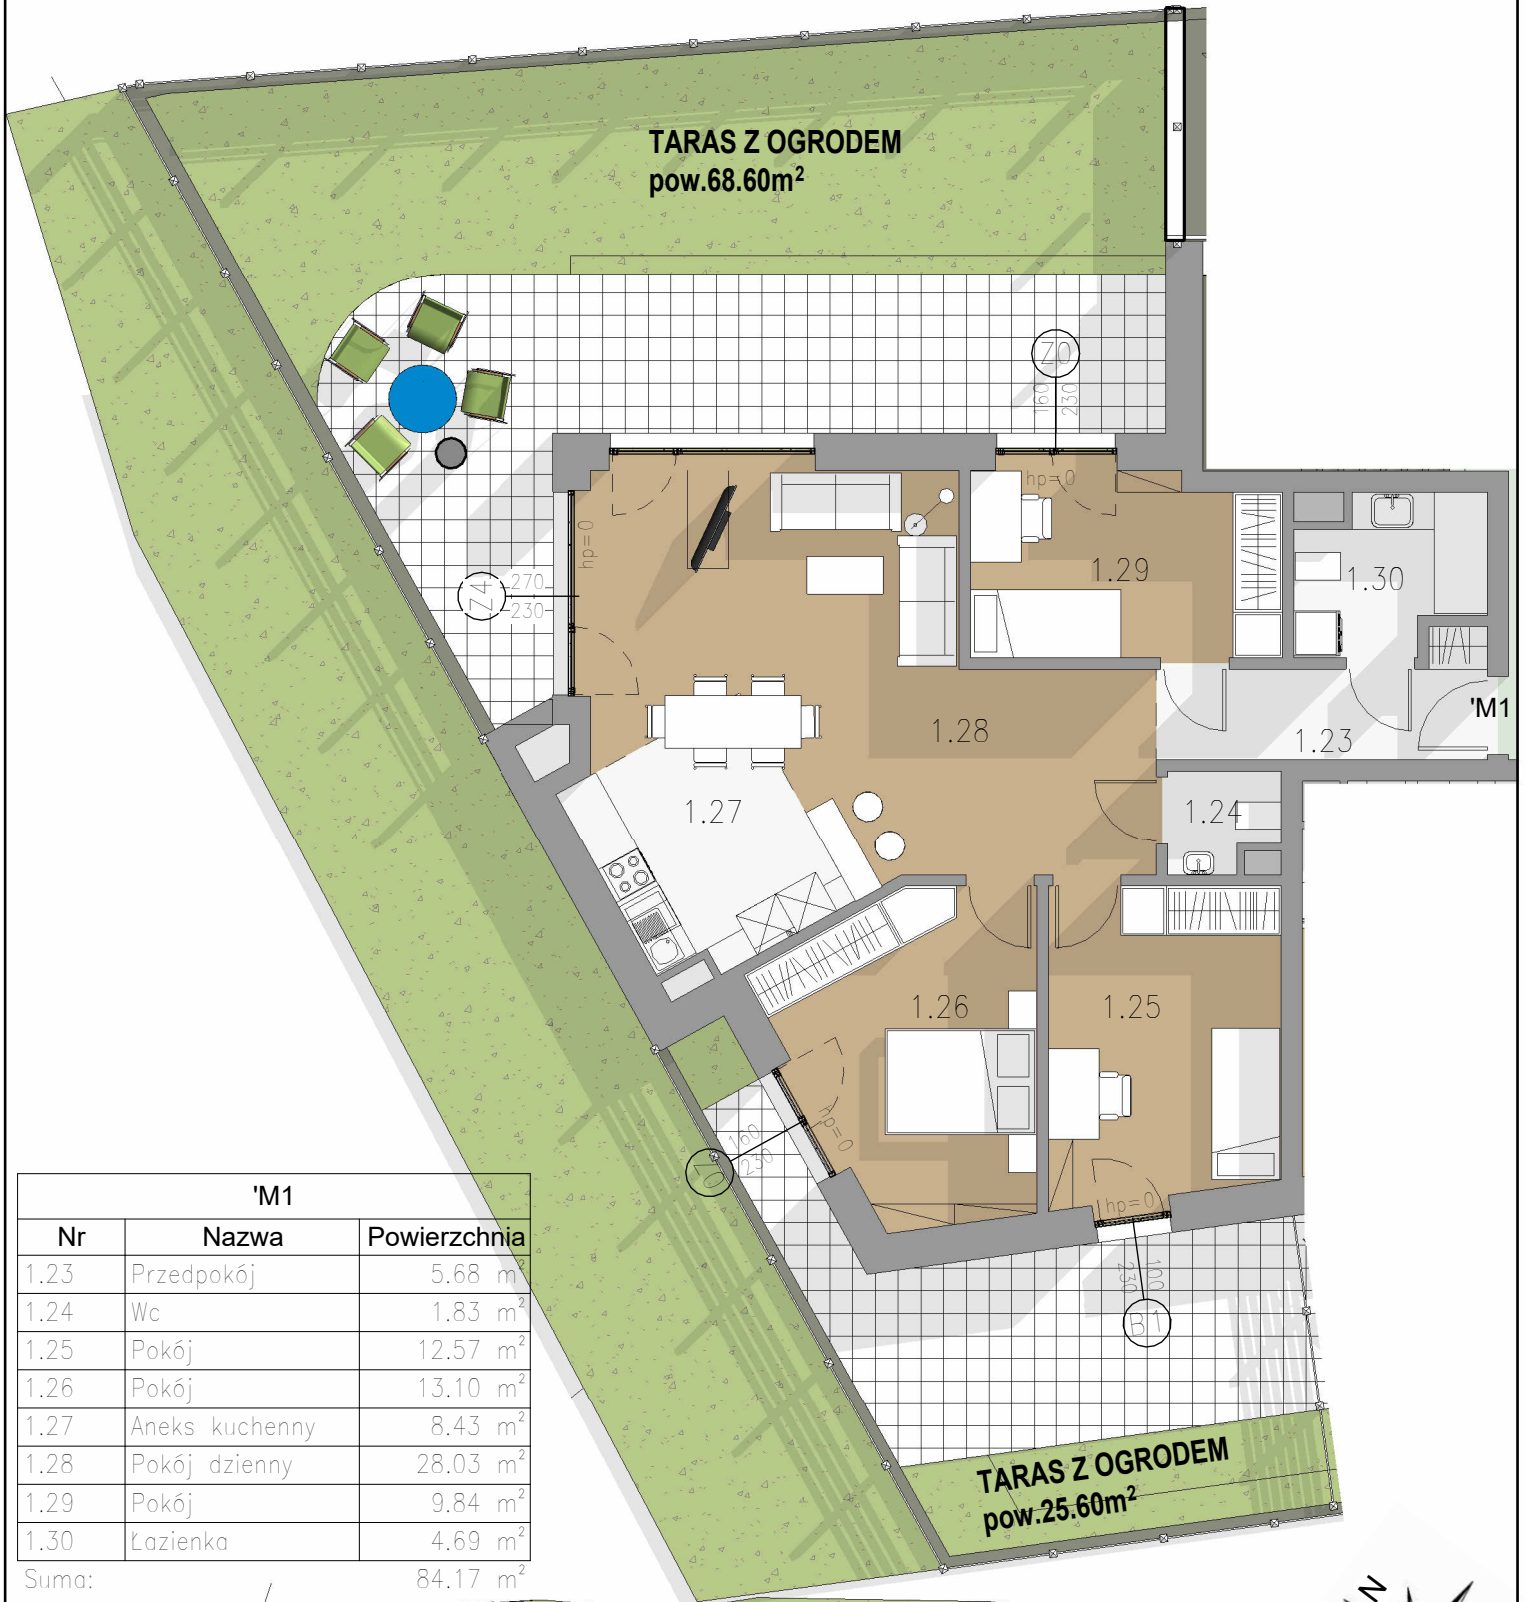 TARAS Z OGRODEM
pow.68.60m²
Z0
160
230
hp=0
hp=0
Z4
270
230
1.29
1.30
'M1
1.28
1.23
1.27
1.24
1.26
1.25
hp=0
160
230
Z0
hp=0
100
230
B1
TARAS Z OGRODEM
pow.25.60m²
'M1
Nr Nazwa Powierzchnia
1.23 Przedpokój 5.68 m²
1.24 Wc 1.83 m²
1.25 Pokój 12.57 m²
1.26 Pokój 13.10 m²
1.27 Aneks kuchenny 8.43 m²
1.28 Pokój dzienny 28.03 m²
1.29 Pokój 9.84 m²
1.30 Łazienka 4.69 m²
Suma: 84.17 m²
N